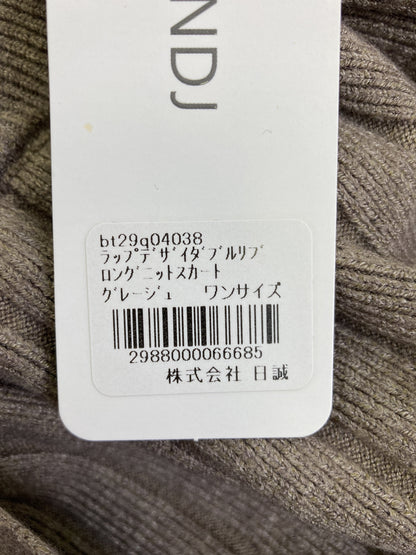 NDJ
bt29g04038
ﾗｯﾌﾟﾃﾞｻﾞｲﾀﾞﾌﾞﾙﾘﾌﾞ
ﾛﾝｸﾞﾆｯﾄｽｶｰﾄ
ｸﾞﾚｰｼﾞｭ ワンサイズ
2988000066685
株式会社 日誠